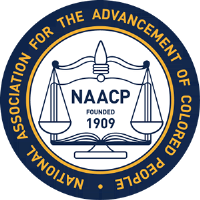 NATIONAL ASSOCIATION FOR THE ADVANCEMENT OF COLORED PEOPLE
NAACP
FOUNDED
1909